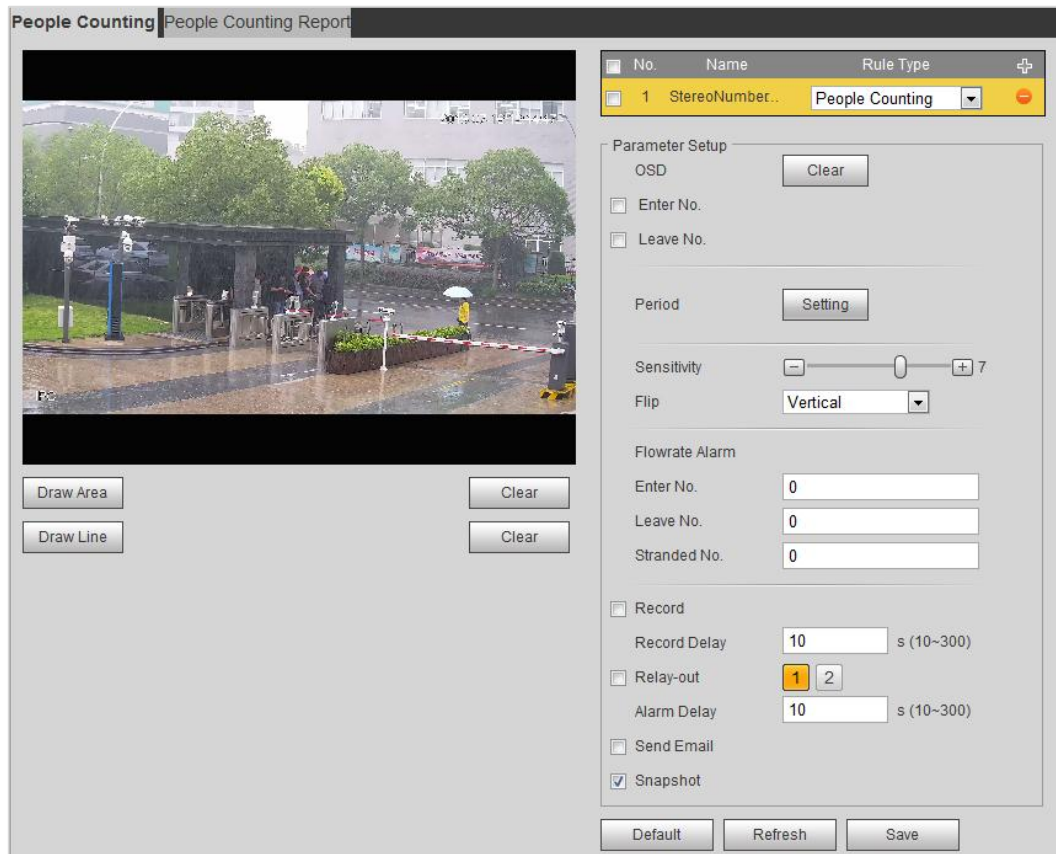 People Counting People Counting Report
No. Name Rule Type
1 StereoNumber... People Counting
Parameter Setup
OSD Clear
Enter No.
Leave No.
Period Setting
Sensitivity 7
Flip Vertical
Flowrate Alarm
Enter No. 0
Leave No. 0
Stranded No. 0
Record
Record Delay 10 s (10~300)
Relay-out 1 2
Alarm Delay 10 s (10~300)
Send Email
Snapshot
Default Refresh Save
Draw Area Clear
Draw Line Clear